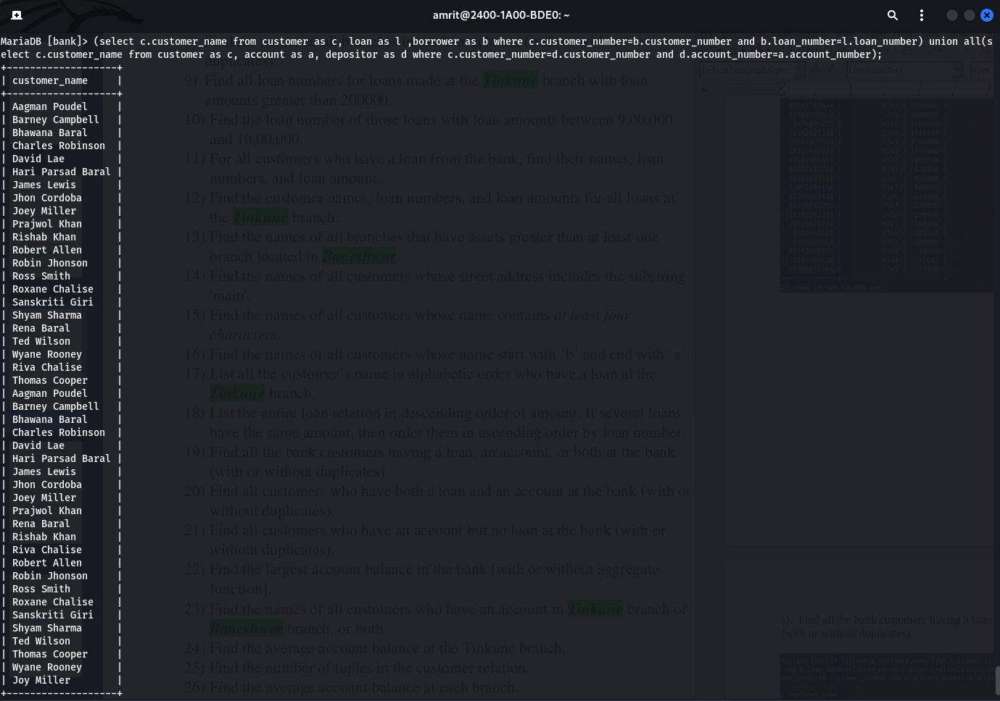 amrit@2400-1A00-BDE0: ~
MariaDB [bank]> (select c.customer_name from customer as c, loan as l ,borrower as b where c.customer_number=b.customer_number and b.loan_number=l.loan_number) union all(s
elect c.customer_name from customer as c, account as a, depositor as d where c.customer_number=d.customer_number and d.account_number=a.account_number);
+-------------------+
| customer_name     |
+-------------------+
| Aagman Poudel     |
| Barney Campbell   |
| Bhawana Baral     |
| Charles Robinson  |
| David Lae         |
| Hari Parsad Baral |
| James Lewis       |
| Jhon Cordoba      |
| Joey Miller       |
| Prajwol Khan      |
| Rishab Khan       |
| Robert Allen      |
| Robin Jhonson     |
| Ross Smith        |
| Roxane Chalise    |
| Sanskriti Giri    |
| Shyam Sharma      |
| Rena Baral        |
| Ted Wilson        |
| Wyane Rooney      |
| Riva Chalise      |
| Thomas Cooper     |
| Aagman Poudel     |
| Barney Campbell   |
| Bhawana Baral     |
| Charles Robinson  |
| David Lae         |
| Hari Parsad Baral |
| James Lewis       |
| Jhon Cordoba      |
| Joey Miller       |
| Prajwol Khan      |
| Rena Baral        |
| Rishab Khan       |
| Riva Chalise      |
| Robert Allen      |
| Robin Jhonson     |
| Ross Smith        |
| Roxane Chalise    |
| Sanskriti Giri    |
| Shyam Sharma      |
| Ted Wilson        |
| Thomas Cooper     |
| Wyane Rooney      |
| Joy Miller        |
+-------------------+
duplicates).
9) Find all loan numbers for loans made at the Tinkune branch with loan
amounts greater than 200000.
10) Find the loan number of those loans with loan amounts between 9,00,000
and 10,00,000.
11) For all customers who have a loan from the bank, find their names, loan
numbers, and loan amount.
12) Find the customer names, loan numbers, and loan amounts for all loans at
the Tinkune branch.
13) Find the names of all branches that have assets greater than at least one
branch located in Baneshwor.
14) Find the names of all customers whose street address includes the substring
'main'.
15) Find the names of all customers whose name contains at least four
characters.
16) Find the names of all customers whose name start with ‘b’ and end with ‘a’.
17) List all the customer’s name in alphabetic order who have a loan at the
Tinkune branch.
18) List the entire loan relation in descending order of amount. If several loans
have the same amount, then order them in ascending order by loan number.
19) Find all the bank customers having a loan, an account, or both at the bank
(with or without duplicates).
20) Find all customers who have both a loan and an account at the bank (with or
without duplicates).
21) Find all customers who have an account but no loan at the bank (with or
without duplicates).
22) Find the largest account balance in the bank [with or without aggregate
function].
23) Find the names of all customers who have an account in Tinkune branch or
Baneshwor branch, or both.
24) Find the average account balance at the Tinkune branch.
25) Find the number of tuples in the customer relation.
26) Find the average account balance at each branch.
Default Paragraph Style
Liberation Serif
12 pt
22 rows in set
Q. Find all the bank customers having a loan
(with or without duplicates).
| customer_name